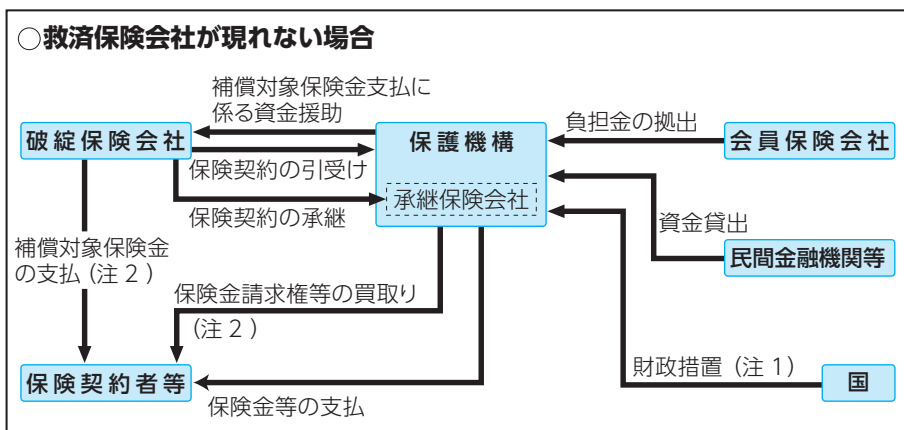 ○救済保険会社が現れない場合
補償対象保険金支払に
係る資金援助
破綻保険会社
保護機構
負担金の拠出
会員保険会社
保険契約の引受け
承継保険会社
保険契約の承継
資金貸出
民間金融機関等
補償対象保険金
の支払(注2)
保険金請求権等の買取り
(注2)
財政措置(注1)
国
保険契約者等
保険金等の支払